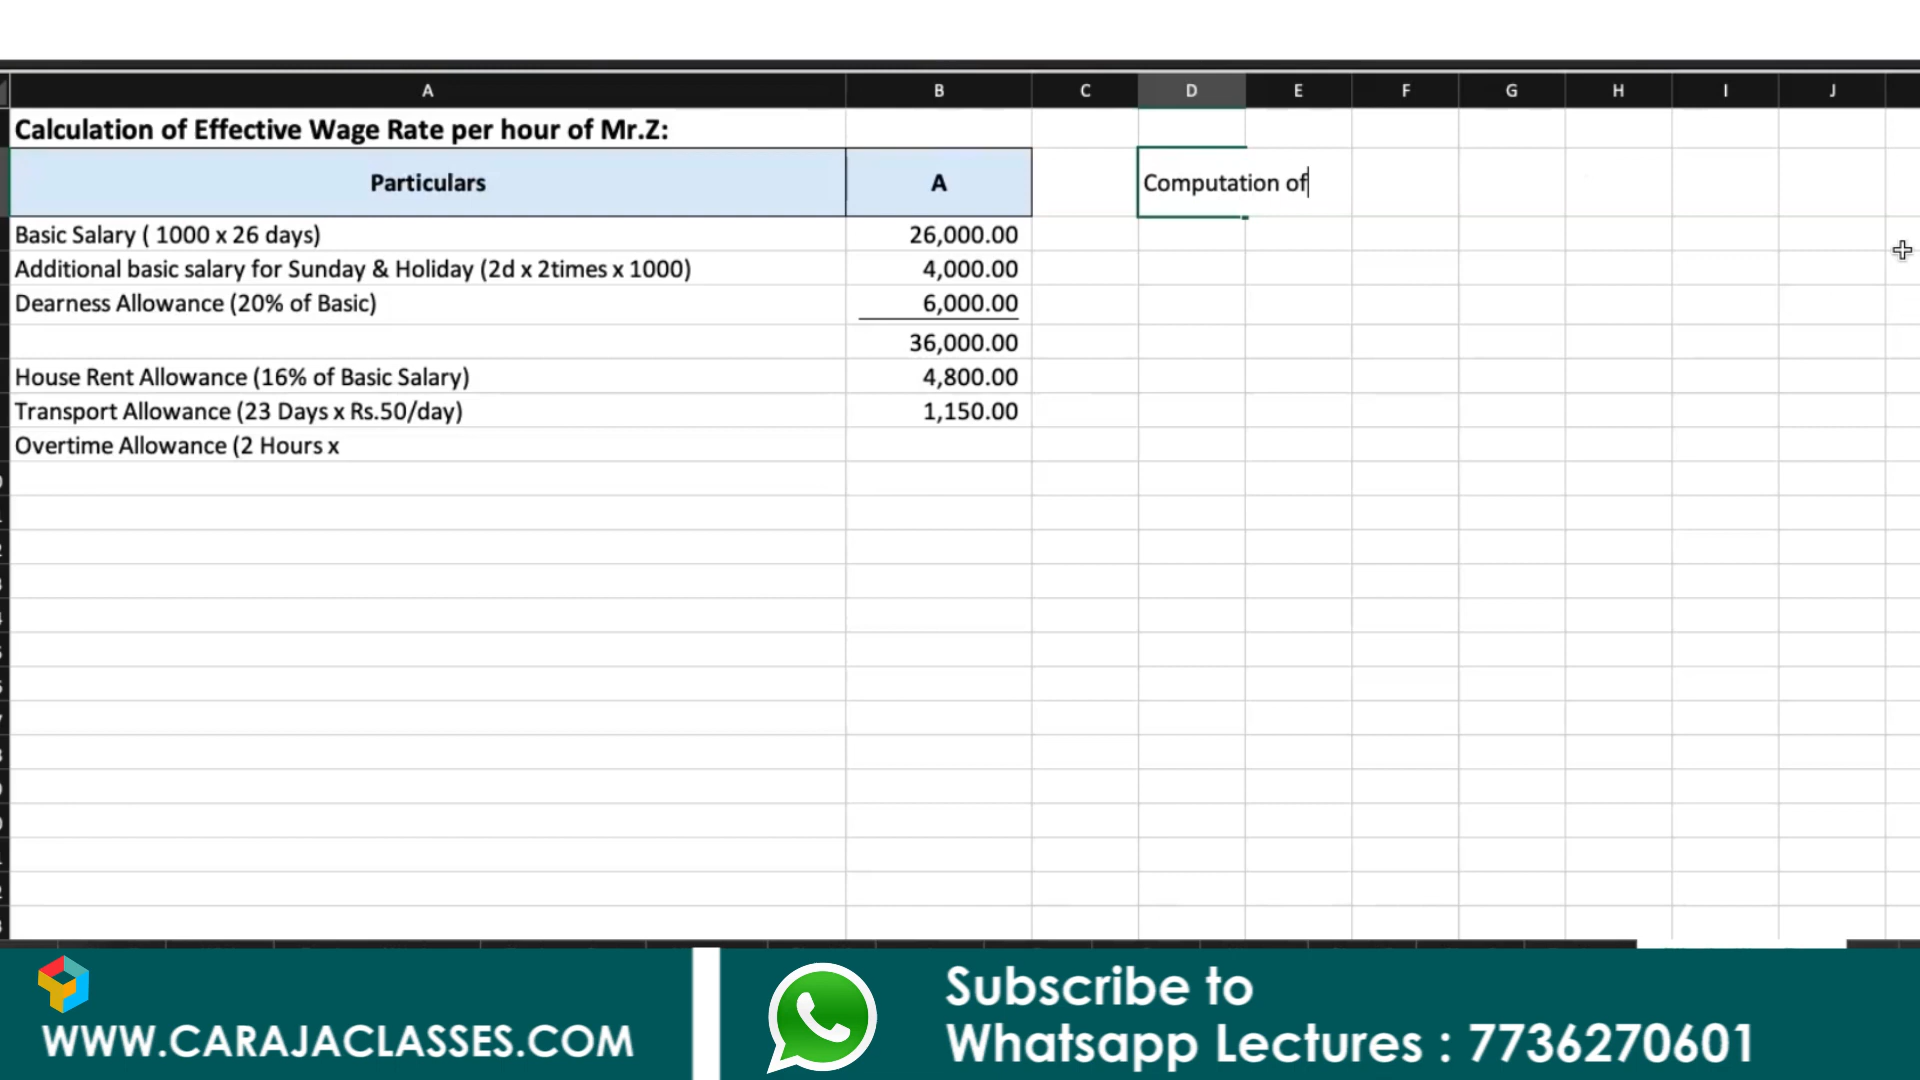 A B C D E F G H I J
Calculation of Effective Wage Rate per hour of Mr.Z:
Particulars A Computation of
Basic Salary ( 1000 x 26 days) 26,000.00
Additional basic salary for Sunday & Holiday (2d x 2times x 1000) 4,000.00
Dearness Allowance (20% of Basic) 6,000.00
36,000.00
House Rent Allowance (16% of Basic Salary) 4,800.00
Transport Allowance (23 Days x Rs.50/day) 1,150.00
Overtime Allowance (2 Hours x
WWW.CARAJACLASSES.COM
Subscribe to
Whatsapp Lectures : 7736270601